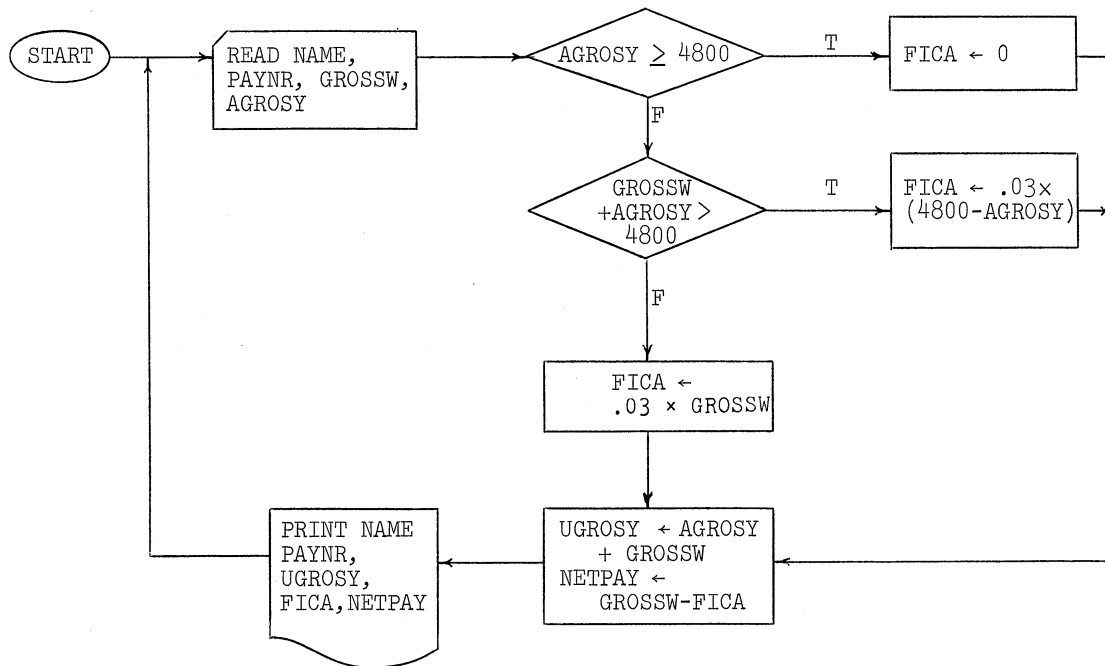 START
READ NAME,
PAYNR, GROSSW,
AGROSY
AGROSY ≥ 4800
T
FICA ← 0
F
GROSSW
+AGROSY >
4800
T
FICA ← .03×
(4800-AGROSY)
F
FICA ←
.03 × GROSSW
UGROSY ← AGROSY
+ GROSSW
NETPAY ←
GROSSW-FICA
PRINT NAME
PAYNR,
UGROSY,
FICA,NETPAY